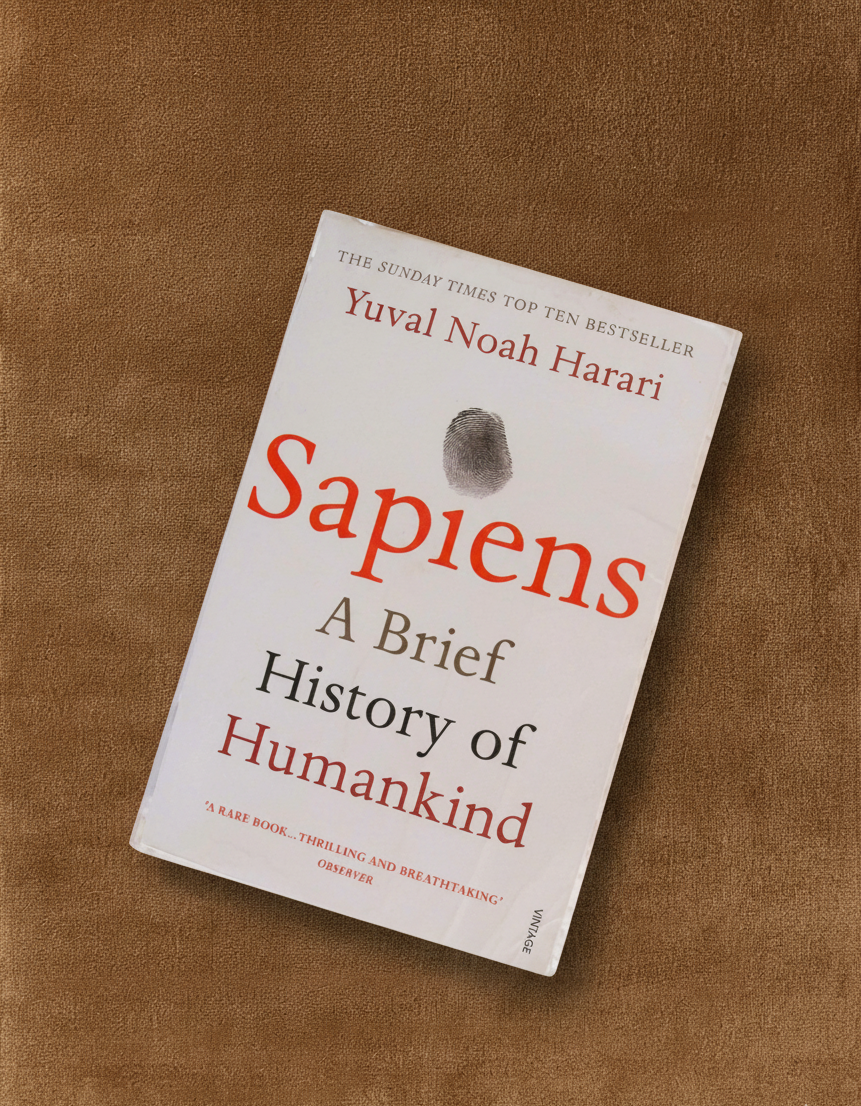 THE SUNDAY TIMES TOP TEN BESTSELLER
Yuval Noah Harari
Sapiens
A Brief
History of
Humankind
‘A RARE BOOK... THRILLING AND BREATHTAKING’
OBSERVER
VINTAGE